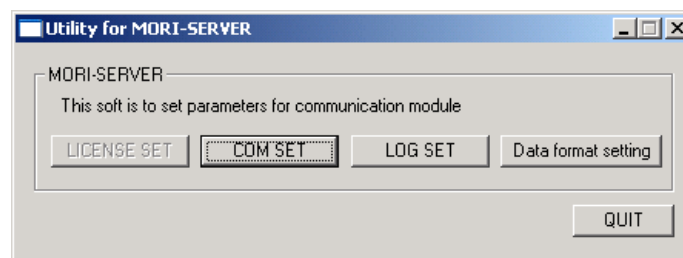 Utility for MORI-SERVER
MORI-SERVER
This soft is to set parameters for communication module
LICENSE SET COM SET LOG SET Data format setting
QUIT